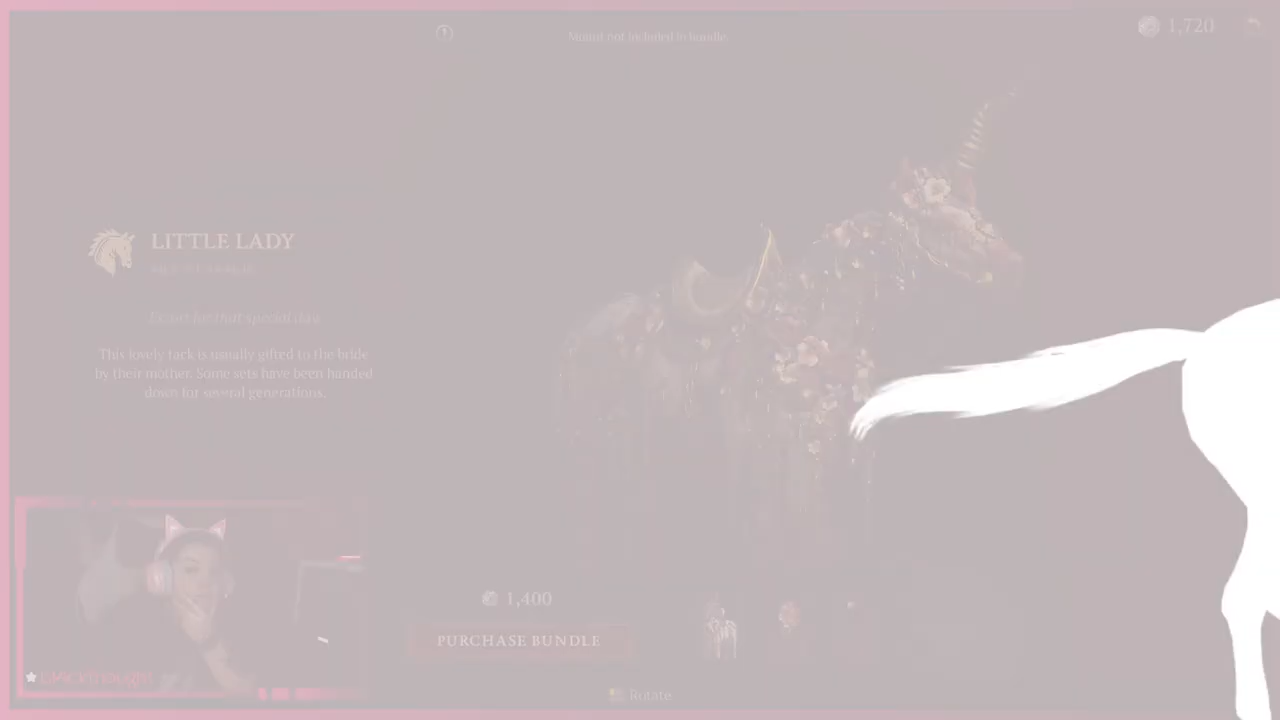 Mount not included in bundle.
1,720
LITTLE LADY
for that special day
This lovely tack is usually gifted to the bride
by their mother. Some sets have been handed
down for several generations.
1,400
PURCHASE BUNDLE
Rotate